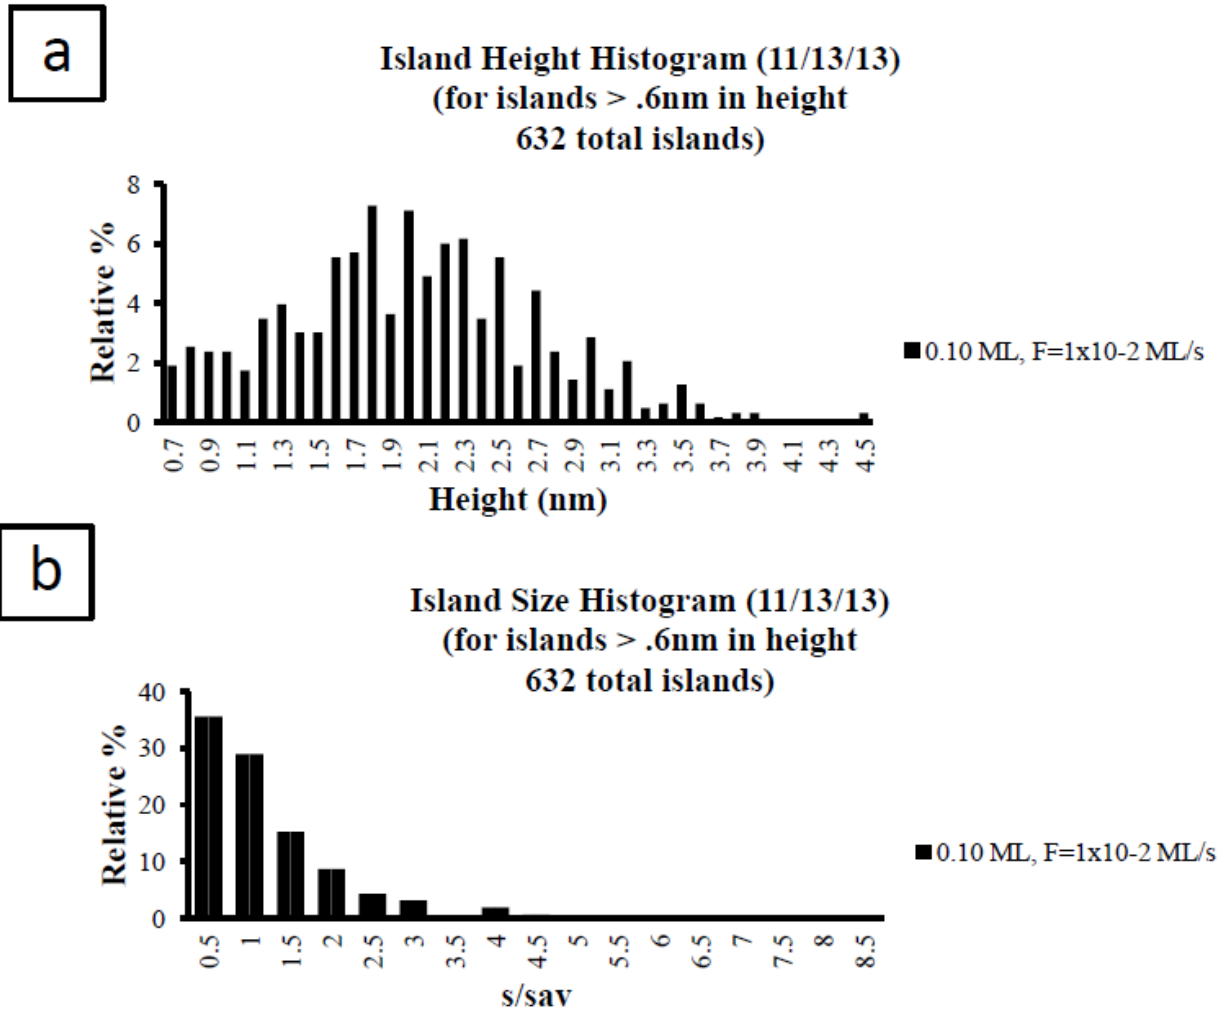 a
Island Height Histogram (11/13/13)
(for islands > .6nm in height
632 total islands)
8
6
4
2
0
Relative %
0.7 0.9 1.1 1.3 1.5 1.7 1.9 2.1 2.3 2.5 2.7 2.9 3.1 3.3 3.5 3.7 3.9 4.1 4.3 4.5
Height (nm)
0.10 ML, F=1x10-2 ML/s
b
Island Size Histogram (11/13/13)
(for islands > .6nm in height
632 total islands)
40
30
20
10
0
Relative %
0.5 1 1.5 2 2.5 3 3.5 4 4.5 5 5.5 6 6.5 7 7.5 8 8.5
s/sav
0.10 ML, F=1x10-2 ML/s